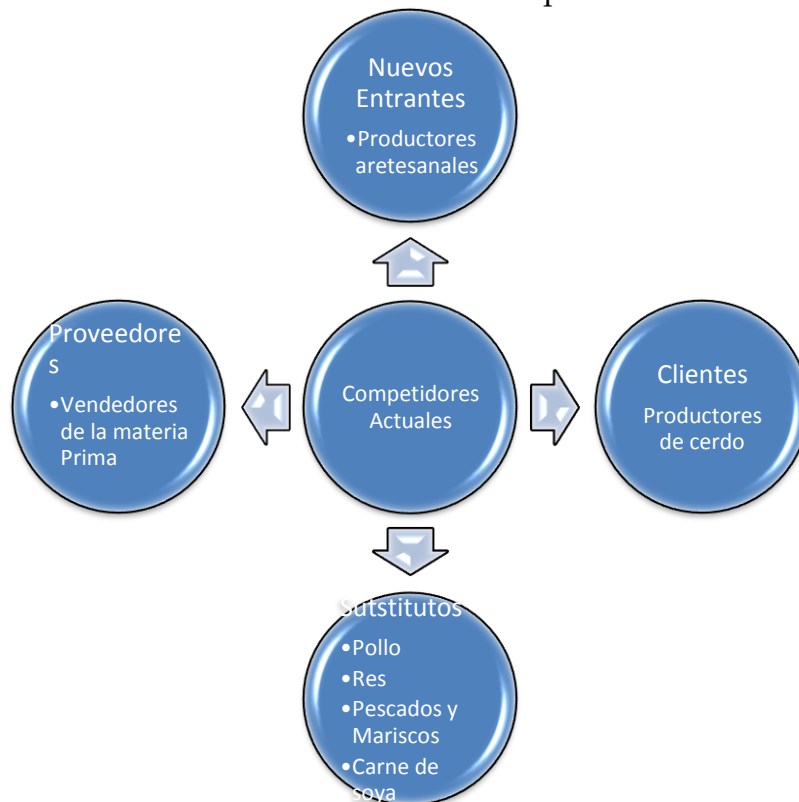 Nuevos
Entrantes
•Productores
aretesanales
Proveedore
s
•Vendedores
de la materia
Prima
Competidores
Actuales
Clientes
Productores
de cerdo
Sutstitutos
•Pollo
•Res
•Pescados y
Mariscos
•Carne de
soya